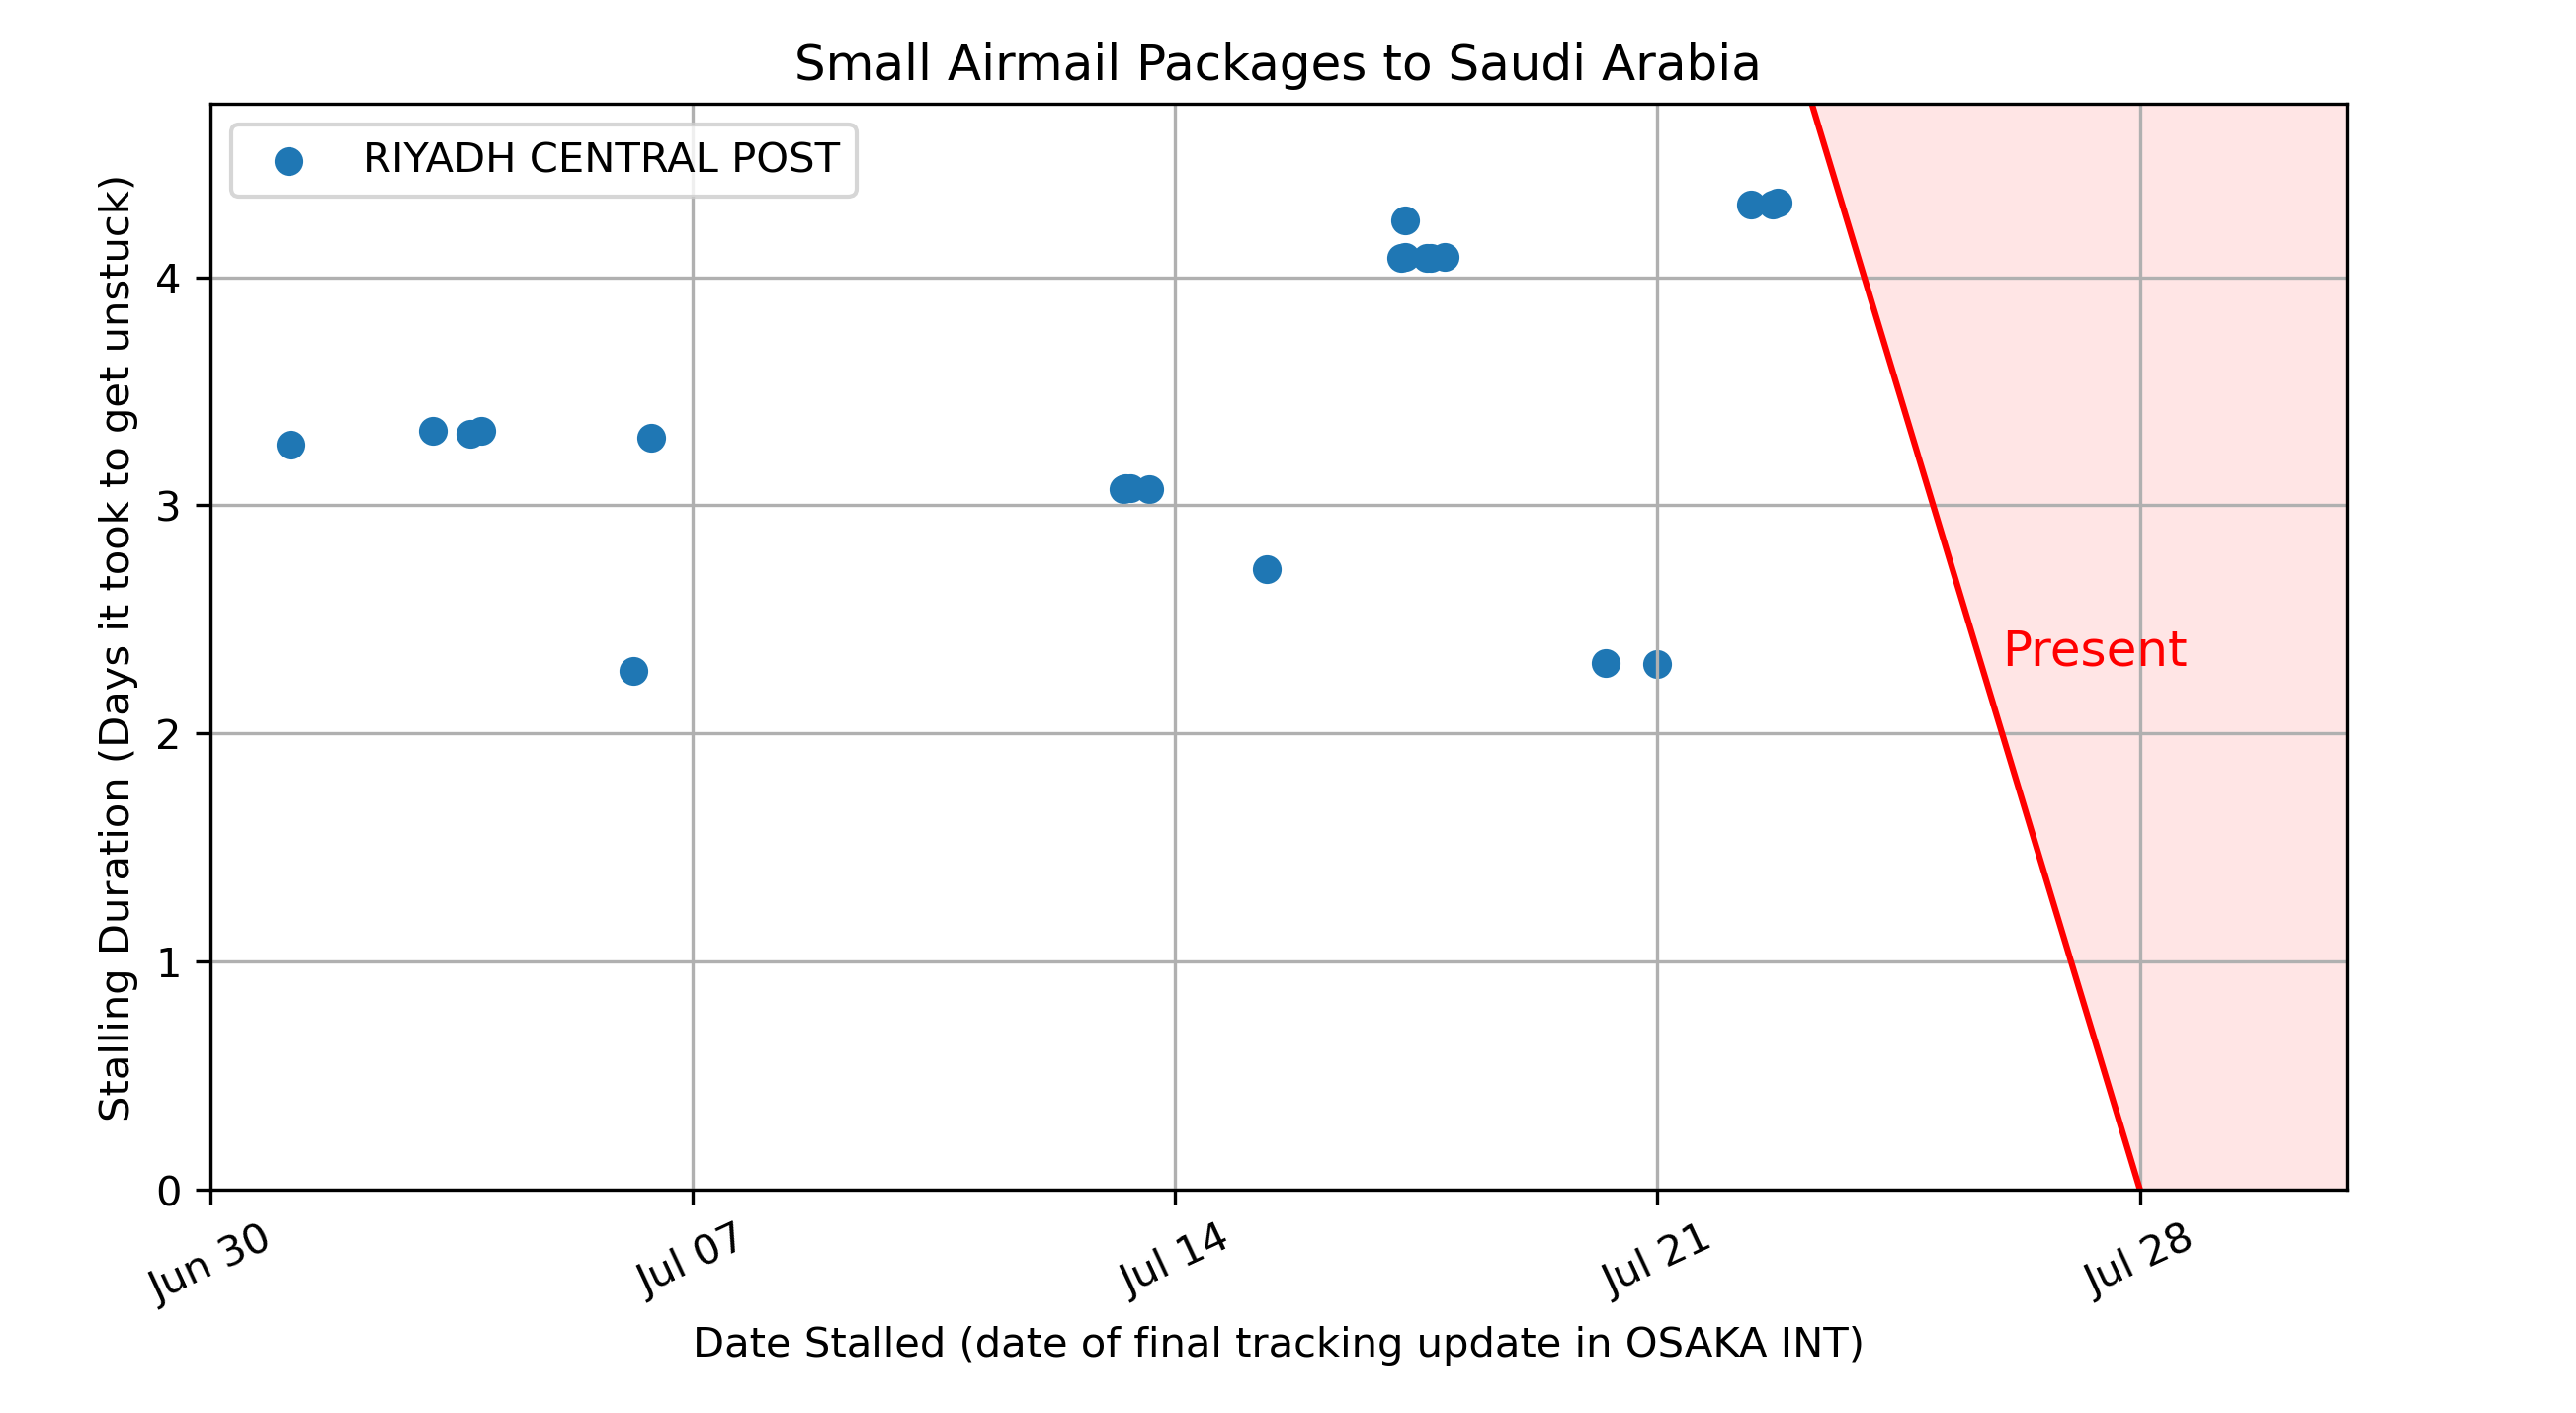 Small Airmail Packages to Saudi Arabia
RIYADH CENTRAL POST
Stalling Duration (Days it took to get unstuck)
4
3
2
1
0
Present
Jun 30
Jul 07
Jul 14
Jul 21
Jul 28
Date Stalled (date of final tracking update in OSAKA INT)